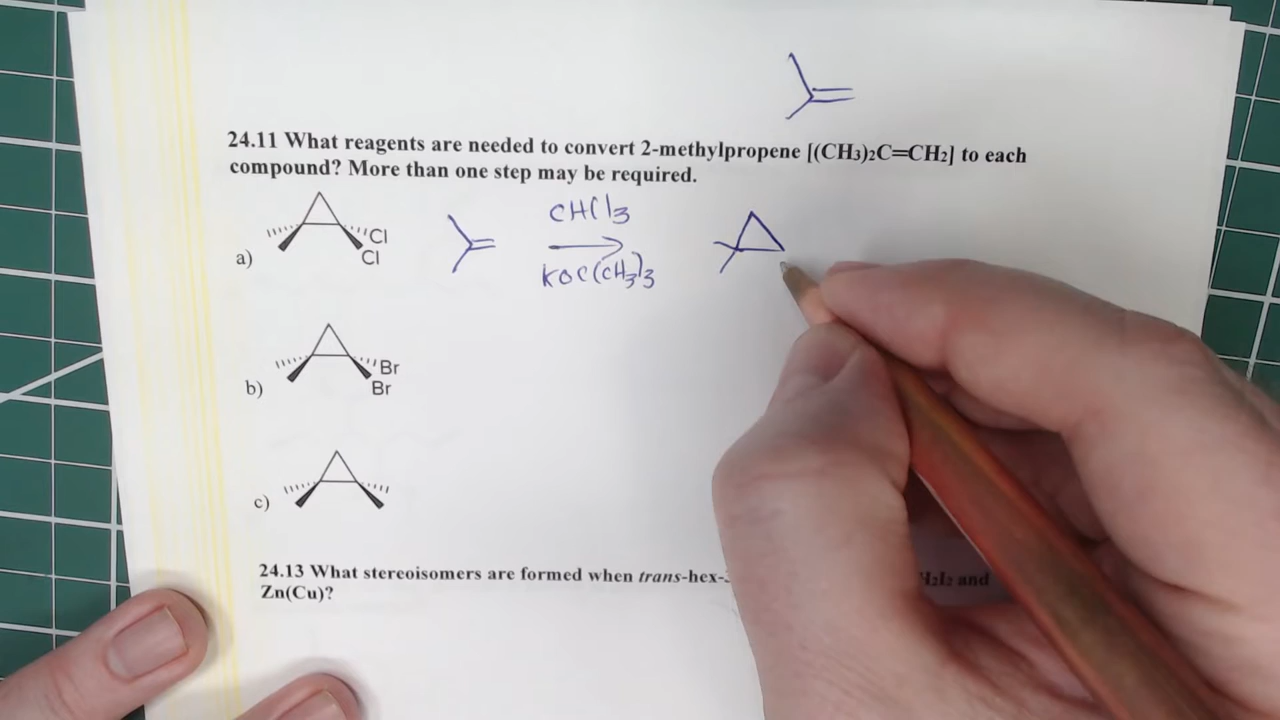 24.11 What reagents are needed to convert 2-methylpropene [(CH3)2C=CH2] to each
compound? More than one step may be required.
a)
Cl
Cl
CHCl3
KOC(CH3)3
b)
Br
Br
c)
24.13 What stereoisomers are formed when trans-hex- and
Zn(Cu)?